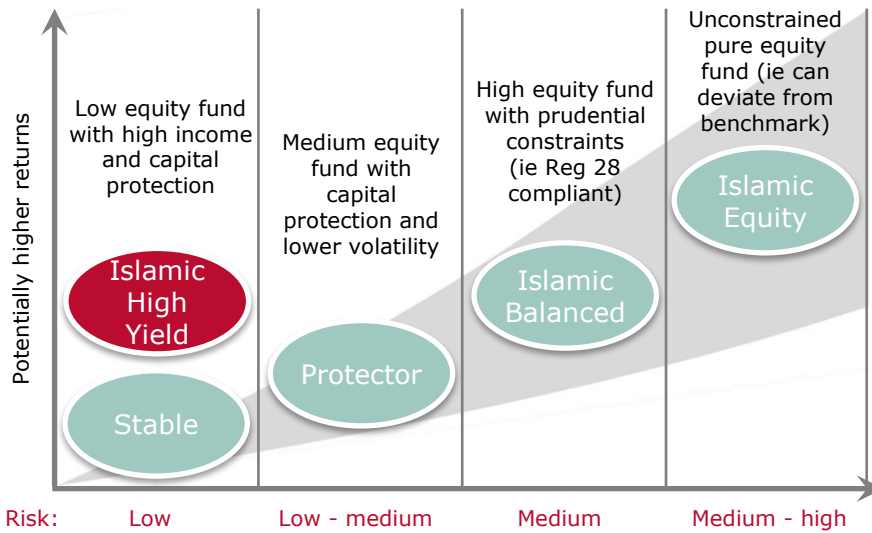 Potentially higher returns
Low equity fund
with high income
and capital
protection
Islamic
High
Yield
Stable
Medium equity
fund with
capital
protection and
lower volatility
Protector
High equity fund
with prudential
constraints
(ie Reg 28
compliant)
Islamic
Balanced
Unconstrained
pure equity
fund (ie can
deviate from
benchmark)
Islamic
Equity
Risk:
Low
Low - medium
Medium
Medium - high